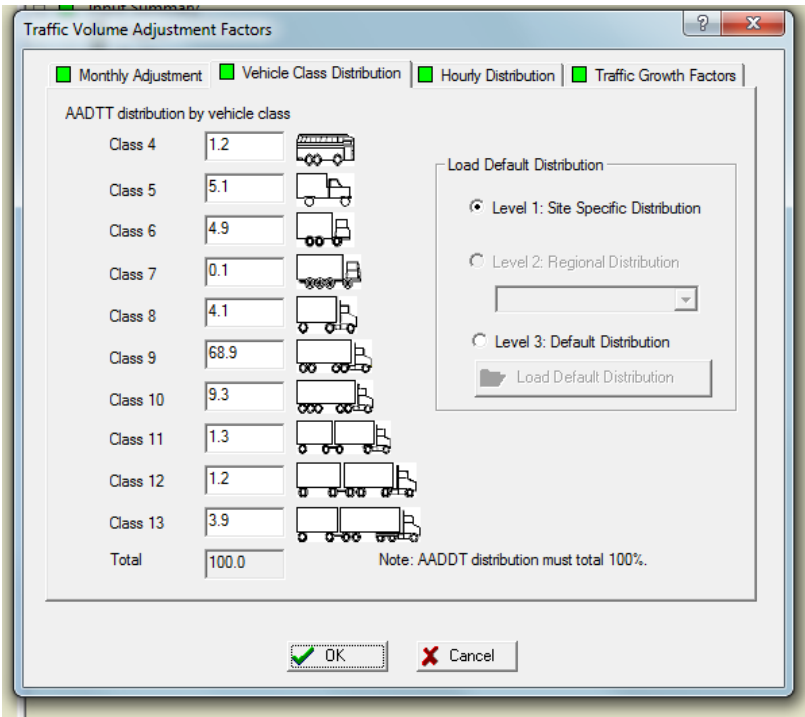 Input Summary
Traffic Volume Adjustment Factors
?
X
Monthly Adjustment
Vehicle Class Distribution
Hourly Distribution
Traffic Growth Factors
AADTT distribution by vehicle class
Class 4 1.2
Class 5 5.1
Class 6 4.9
Class 7 0.1
Class 8 4.1
Class 9 68.9
Class 10 9.3
Class 11 1.3
Class 12 1.2
Class 13 3.9
Total 100.0
Note: AADDT distribution must total 100%.
Load Default Distribution
Level 1: Site Specific Distribution
Level 2: Regional Distribution
Level 3: Default Distribution
Load Default Distribution
OK
Cancel